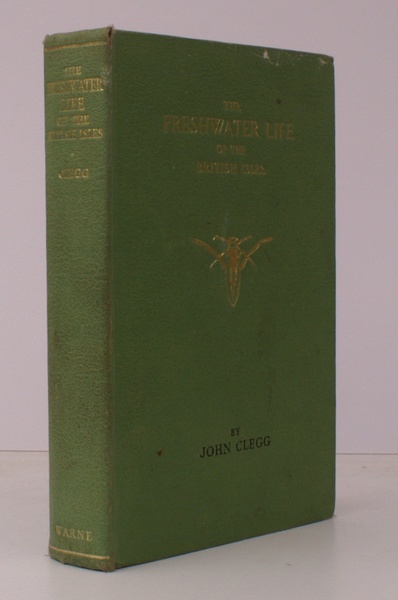 THE
FRESHWATER
LIFE
OF THE
BRITISH ISLES
CLEGG
WARNE
THE
FRESHWATER LIFE
OF THE
BRITISH ISLES
BY
JOHN CLEGG